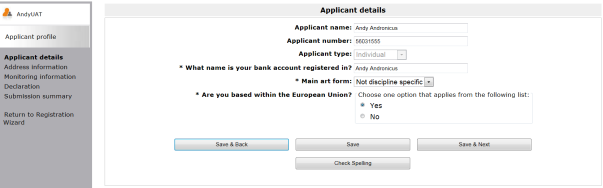 AndyUAT
Applicant profile
Applicant details
Address information
Monitoring information
Declaration
Submission summary
Return to Registration
Wizard
Applicant details
Applicant name: Andy Andronicus
Applicant number: 56031555
Applicant type: Individual
* What name is your bank account registered in? Andy Andronicus
* Main art form: Not discipline specific
* Are you based within the European Union? Choose one option that applies from the following list:
Yes
No
Save & Back Save Save & Next
Check Spelling